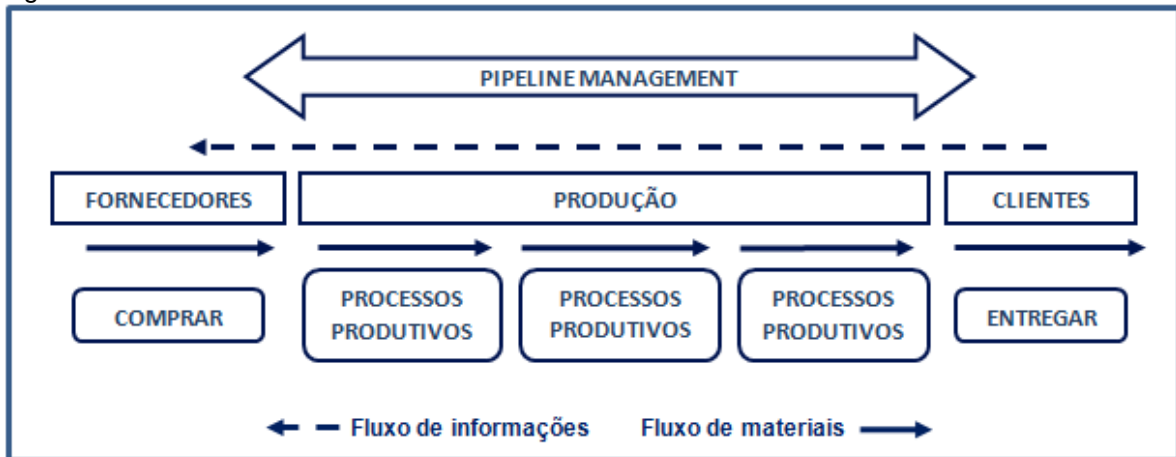 PIPELINE MANAGEMENT
FORNECEDORES
PRODUÇÃO
CLIENTES
COMPRAR
PROCESSOS
PRODUTIVOS
PROCESSOS
PRODUTIVOS
PROCESSOS
PRODUTIVOS
ENTREGAR
Fluxo de informações
Fluxo de materiais